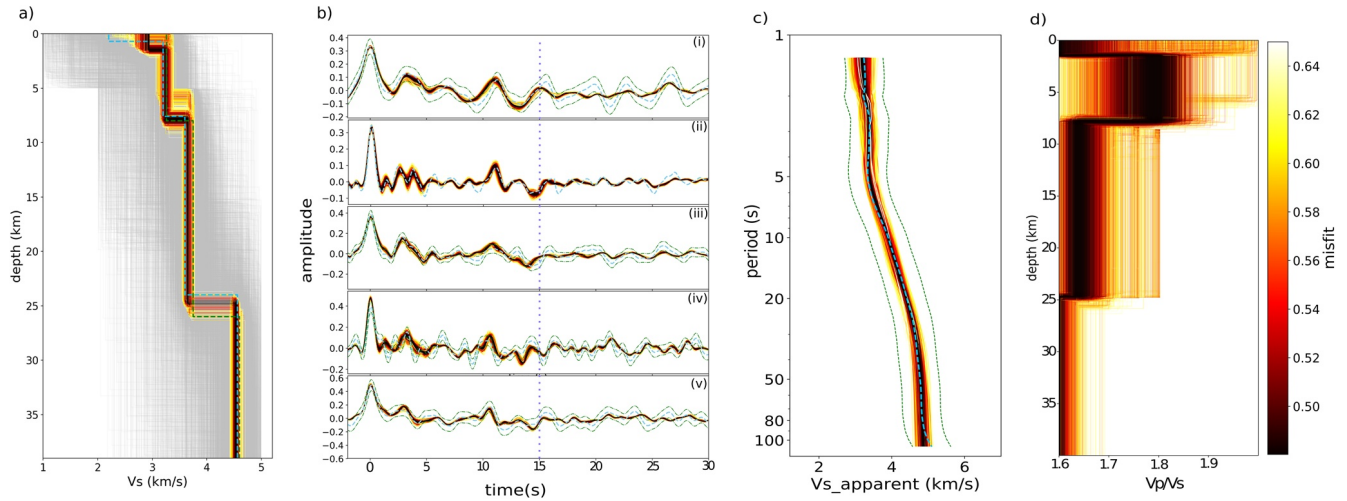 a)
0
5
10
15
20
25
30
35
depth (km)
1 2 3 4 5
Vs (km/s)
b)
(i)
0.4
0.3
0.2
0.1
0.0
−0.1
−0.2
(ii)
0.3
0.2
0.1
0.0
−0.1
(iii)
0.4
0.2
0.0
−0.2
(iv)
0.4
0.2
0.0
−0.2
(v)
0.6
0.4
0.2
0.0
−0.2
−0.4
−0.6
amplitude
0 5 10 15 20 25 30
time(s)
c)
1
5
10
20
50
80
100
period (s)
2 4 6
Vs_apparent (km/s)
d)
0
5
10
15
20
25
30
35
depth (km)
1.6 1.7 1.8 1.9
Vp/Vs
0.64
0.62
0.60
0.58
0.56
0.54
0.52
0.50
misfit